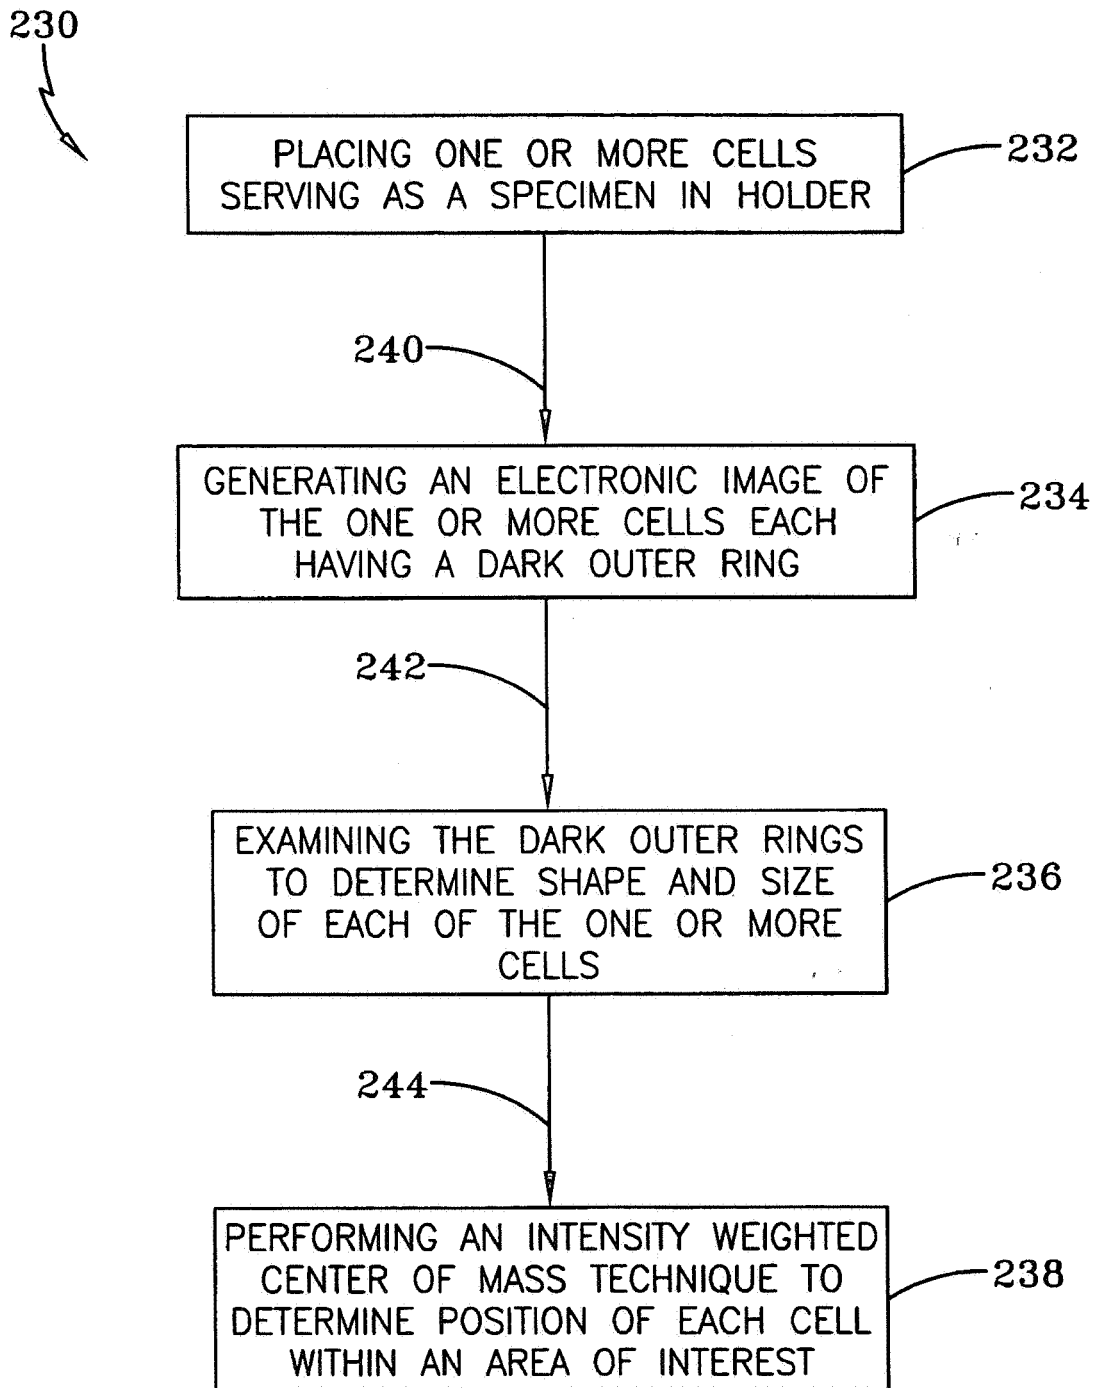 230
PLACING ONE OR MORE CELLS
SERVING AS A SPECIMEN IN HOLDER
232
240
GENERATING AN ELECTRONIC IMAGE OF
THE ONE OR MORE CELLS EACH
HAVING A DARK OUTER RING
234
242
EXAMINING THE DARK OUTER RINGS
TO DETERMINE SHAPE AND SIZE
OF EACH OF THE ONE OR MORE
CELLS
236
244
PERFORMING AN INTENSITY WEIGHTED
CENTER OF MASS TECHNIQUE TO
DETERMINE POSITION OF EACH CELL
WITHIN AN AREA OF INTEREST
238